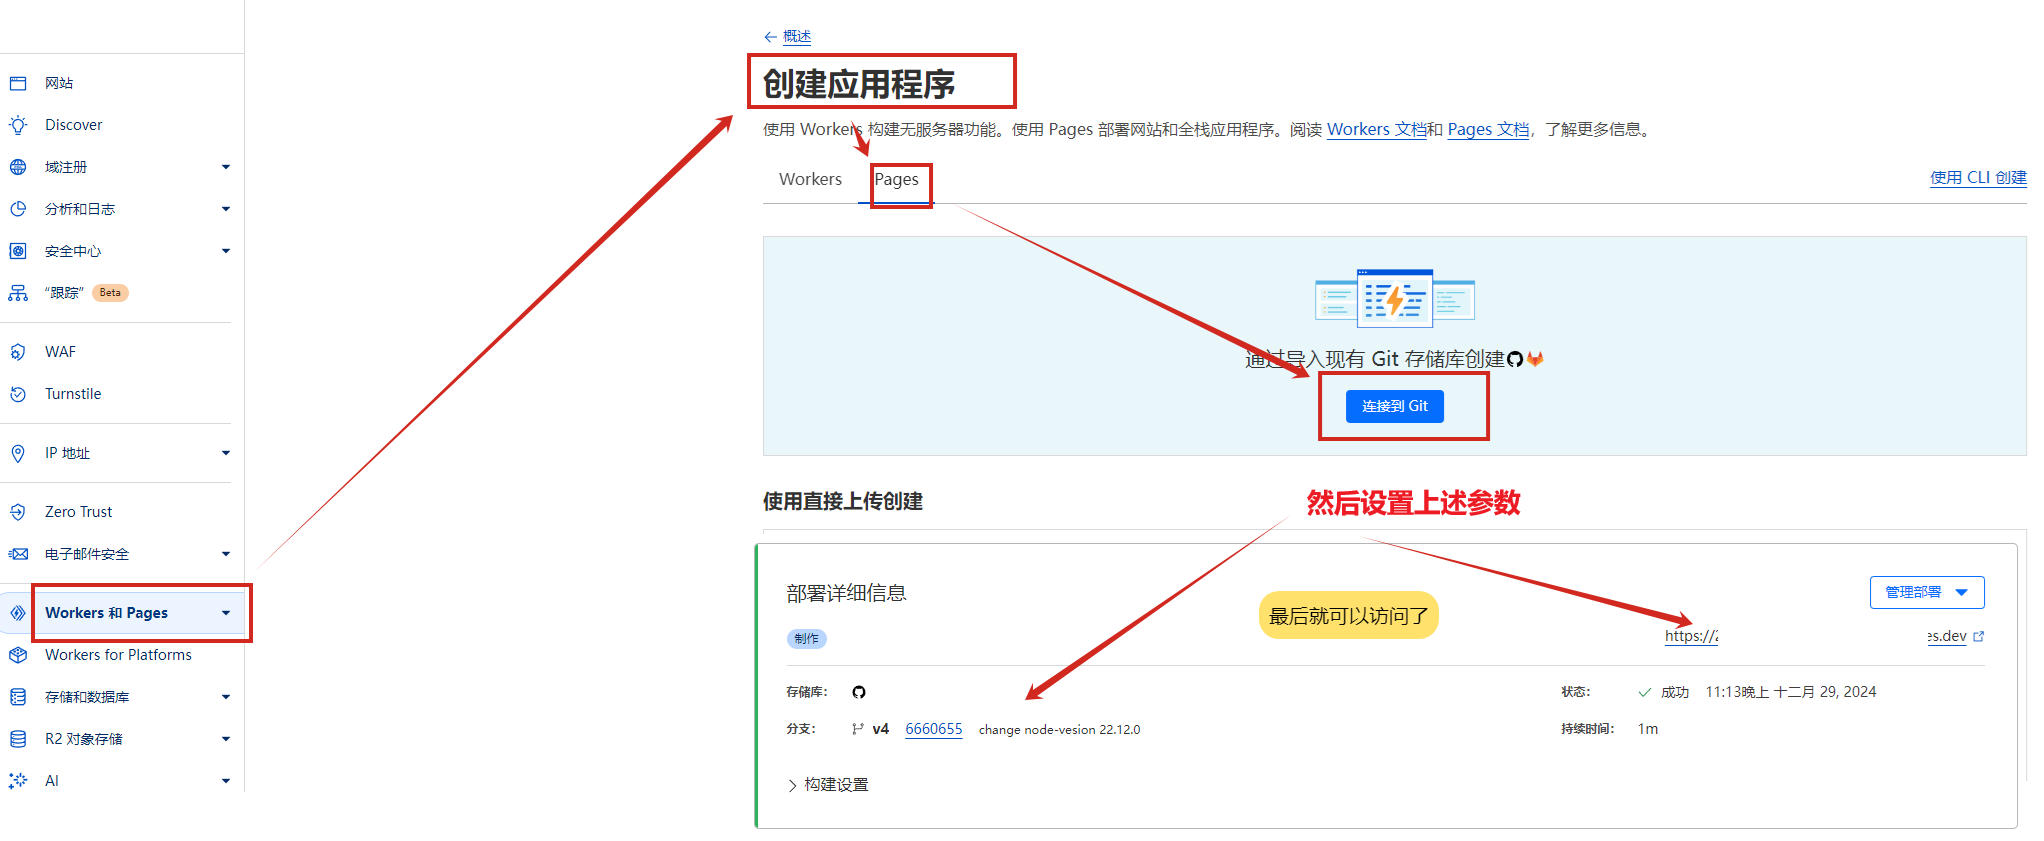 网站
Discover
域注册
分析和日志
安全中心
“跟踪” Beta
WAF
Turnstile
IP 地址
Zero Trust
电子邮件安全
Workers 和 Pages
Workers for Platforms
存储和数据库
R2 对象存储
AI
← 概述
创建应用程序
使用 Workers 构建无服务器功能。使用 Pages 部署网站和全栈应用程序。阅读 Workers 文档和 Pages 文档，了解更多信息。
Workers Pages
使用 CLI 创建
通过导入现有 Git 存储库创建
连接到 Git
使用直接上传创建
然后设置上述参数
部署详细信息
管理部署
最后就可以访问了
制作
https://2 es.dev
存储库：
状态： 成功 11:13晚上 十二月 29, 2024
分支： v4 6660655 change node-vesion 22.12.0
持续时间： 1m
构建设置